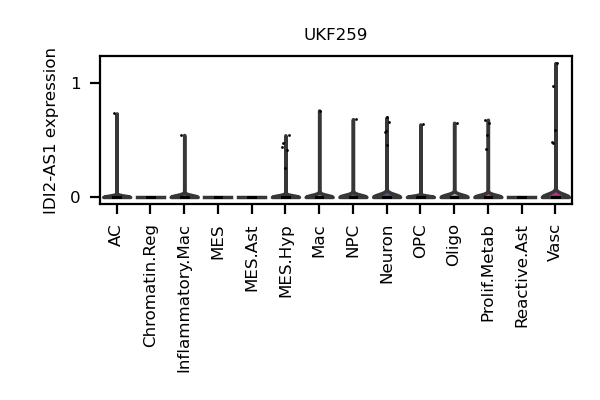 UKF259
IDI2-AS1 expression
1
0
AC
Chromatin.Reg
Inflammatory.Mac
MES
MES.Ast
MES.Hyp
Mac
NPC
Neuron
OPC
Oligo
Prolif.Metab
Reactive.Ast
Vasc